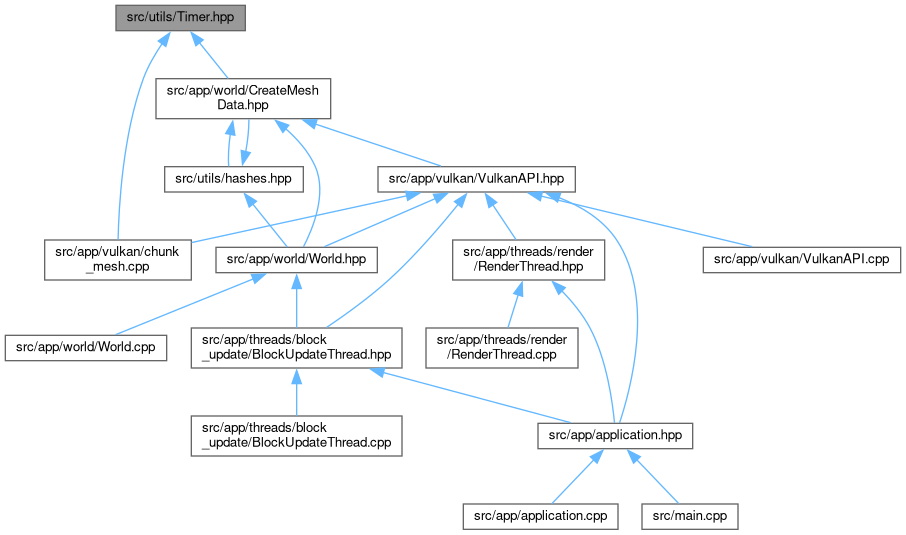 src/utils/Timer.hpp
src/app/world/CreateMesh
Data.hpp
src/utils/hashes.hpp
src/app/vulkan/VulkanAPI.hpp
src/app/vulkan/chunk
_mesh.cpp
src/app/world/World.hpp
src/app/threads/render
/RenderThread.hpp
src/app/vulkan/VulkanAPI.cpp
src/app/world/World.cpp
src/app/threads/block
_update/BlockUpdateThread.hpp
src/app/threads/render
/RenderThread.cpp
src/app/threads/block
_update/BlockUpdateThread.cpp
src/app/application.hpp
src/app/application.cpp
src/main.cpp